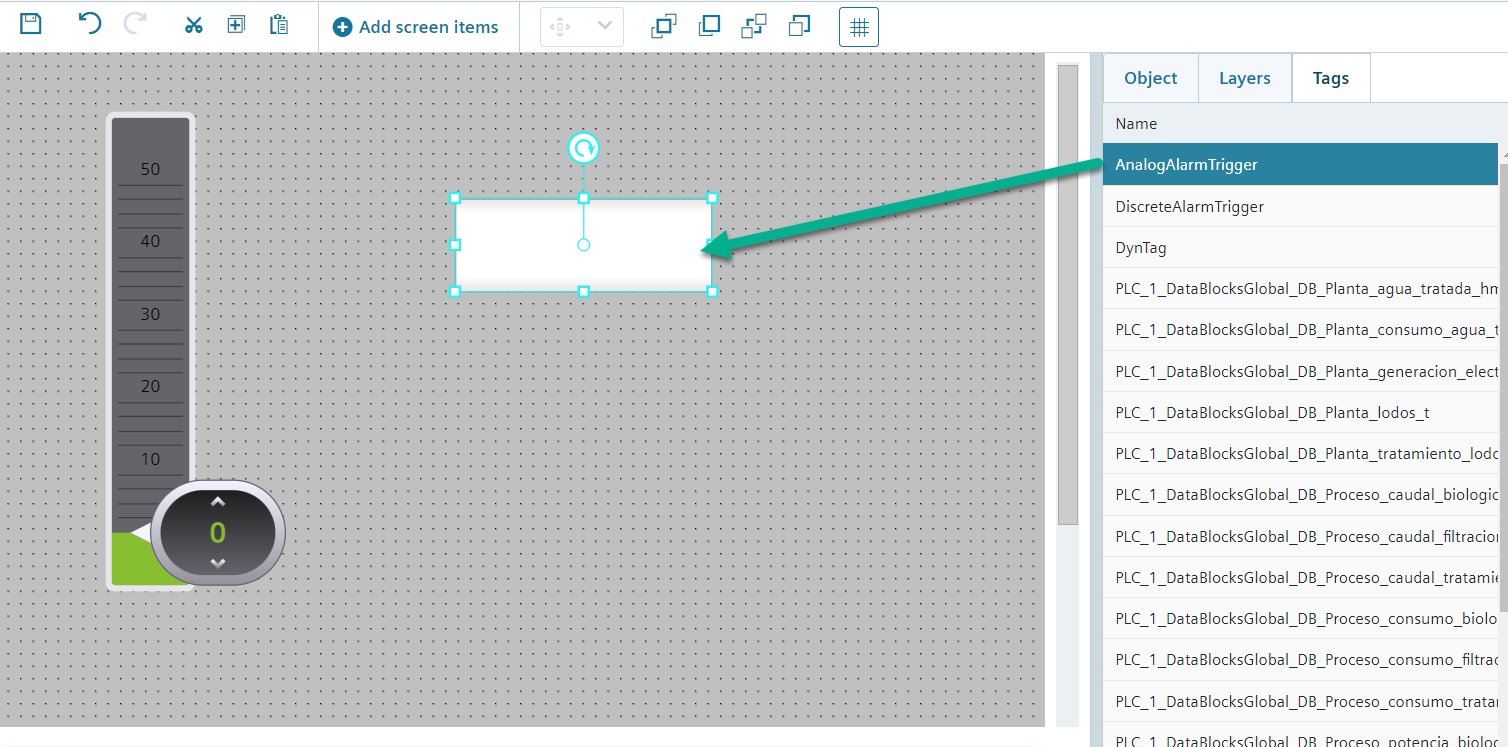 Add screen items
50
40
30
20
10
0
Object Layers Tags
Name
AnalogAlarmTrigger
DiscreteAlarmTrigger
DynTag
PLC_1_DataBlocksGlobal_DB_Planta_agua_tratada_hm
PLC_1_DataBlocksGlobal_DB_Planta_consumo_agua_t
PLC_1_DataBlocksGlobal_DB_Planta_generacion_elect
PLC_1_DataBlocksGlobal_DB_Planta_lodos_t
PLC_1_DataBlocksGlobal_DB_Planta_tratamiento_lodo
PLC_1_DataBlocksGlobal_DB_Proceso_caudal_biologic
PLC_1_DataBlocksGlobal_DB_Proceso_caudal_filtracion
PLC_1_DataBlocksGlobal_DB_Proceso_caudal_tratamie
PLC_1_DataBlocksGlobal_DB_Proceso_consumo_biolo
PLC_1_DataBlocksGlobal_DB_Proceso_consumo_filtrac
PLC_1_DataBlocksGlobal_DB_Proceso_consumo_tratar
PLC_1_DataBlocksGlobal_DB_Proceso_potencia_biolog